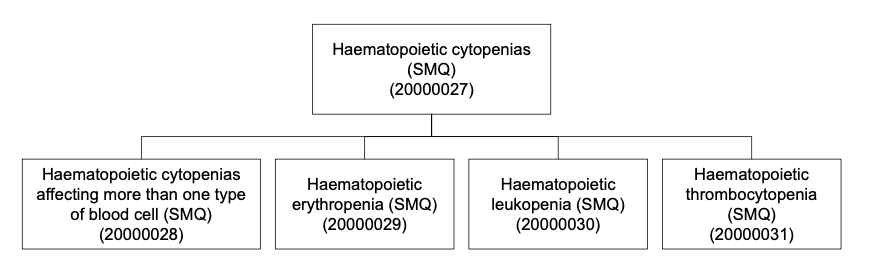 Haematopoietic cytopenias
(SMQ)
(20000027)
Haematopoietic cytopenias
affecting more than one type
of blood cell (SMQ)
(20000028)
Haematopoietic
erythropenia (SMQ)
(20000029)
Haematopoietic
leukopenia (SMQ)
(20000030)
Haematopoietic
thrombocytopenia
(SMQ)
(20000031)